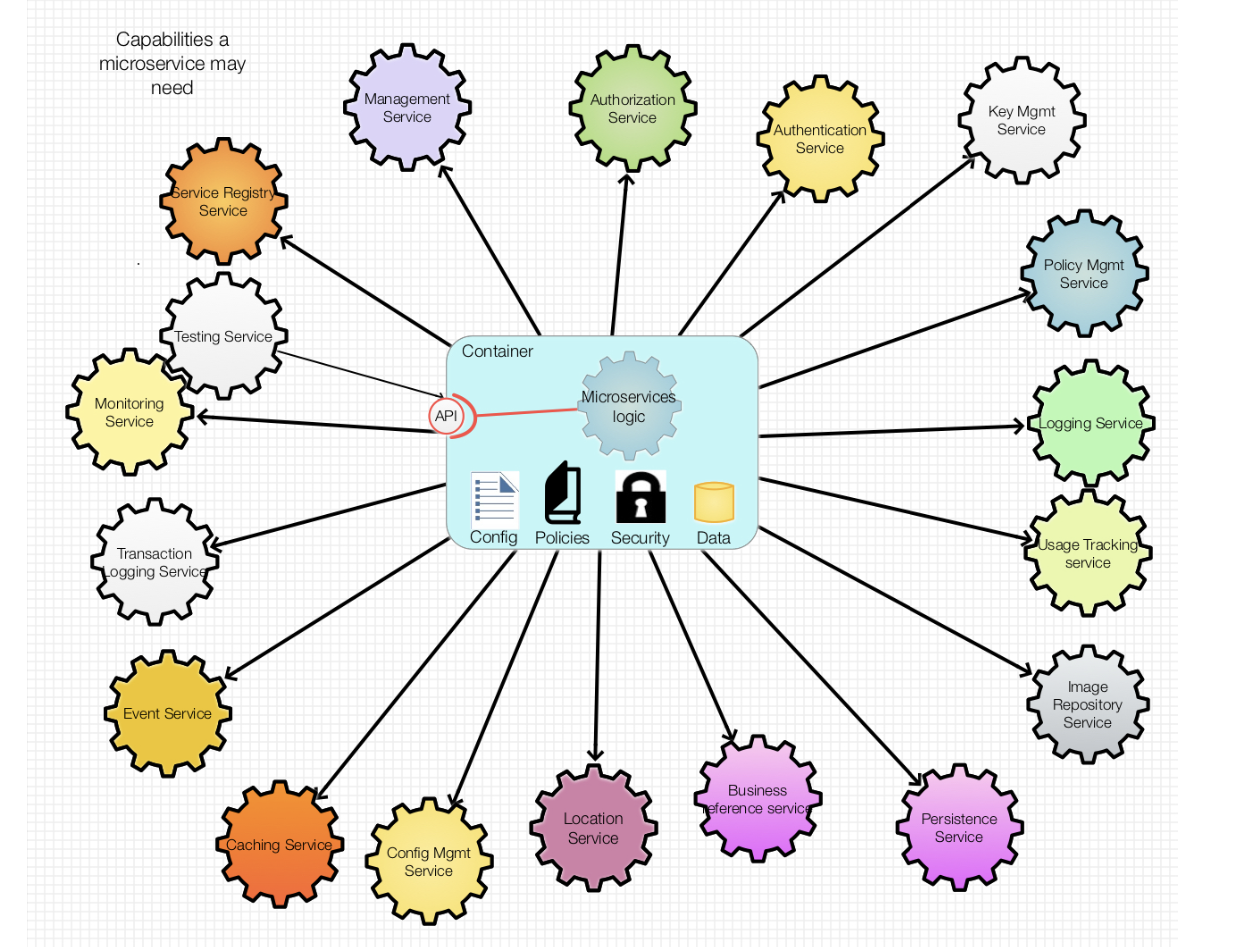 Capabilities a
microservice may
need
Management
Service
Authorization
Service
Authentication
Service
Key Mgmt
Service
Service Registry
Service
Policy Mgmt
Service
Testing Service
Container
Monitoring
Service
API
Microservices
logic
Logging Service
Config
Policies
Security
Data
Transaction
Logging Service
Usage Tracking
service
Event Service
Image
Repository
Service
Caching Service
Config Mgmt
Service
Location
Service
Business
reference service
Persistence
Service